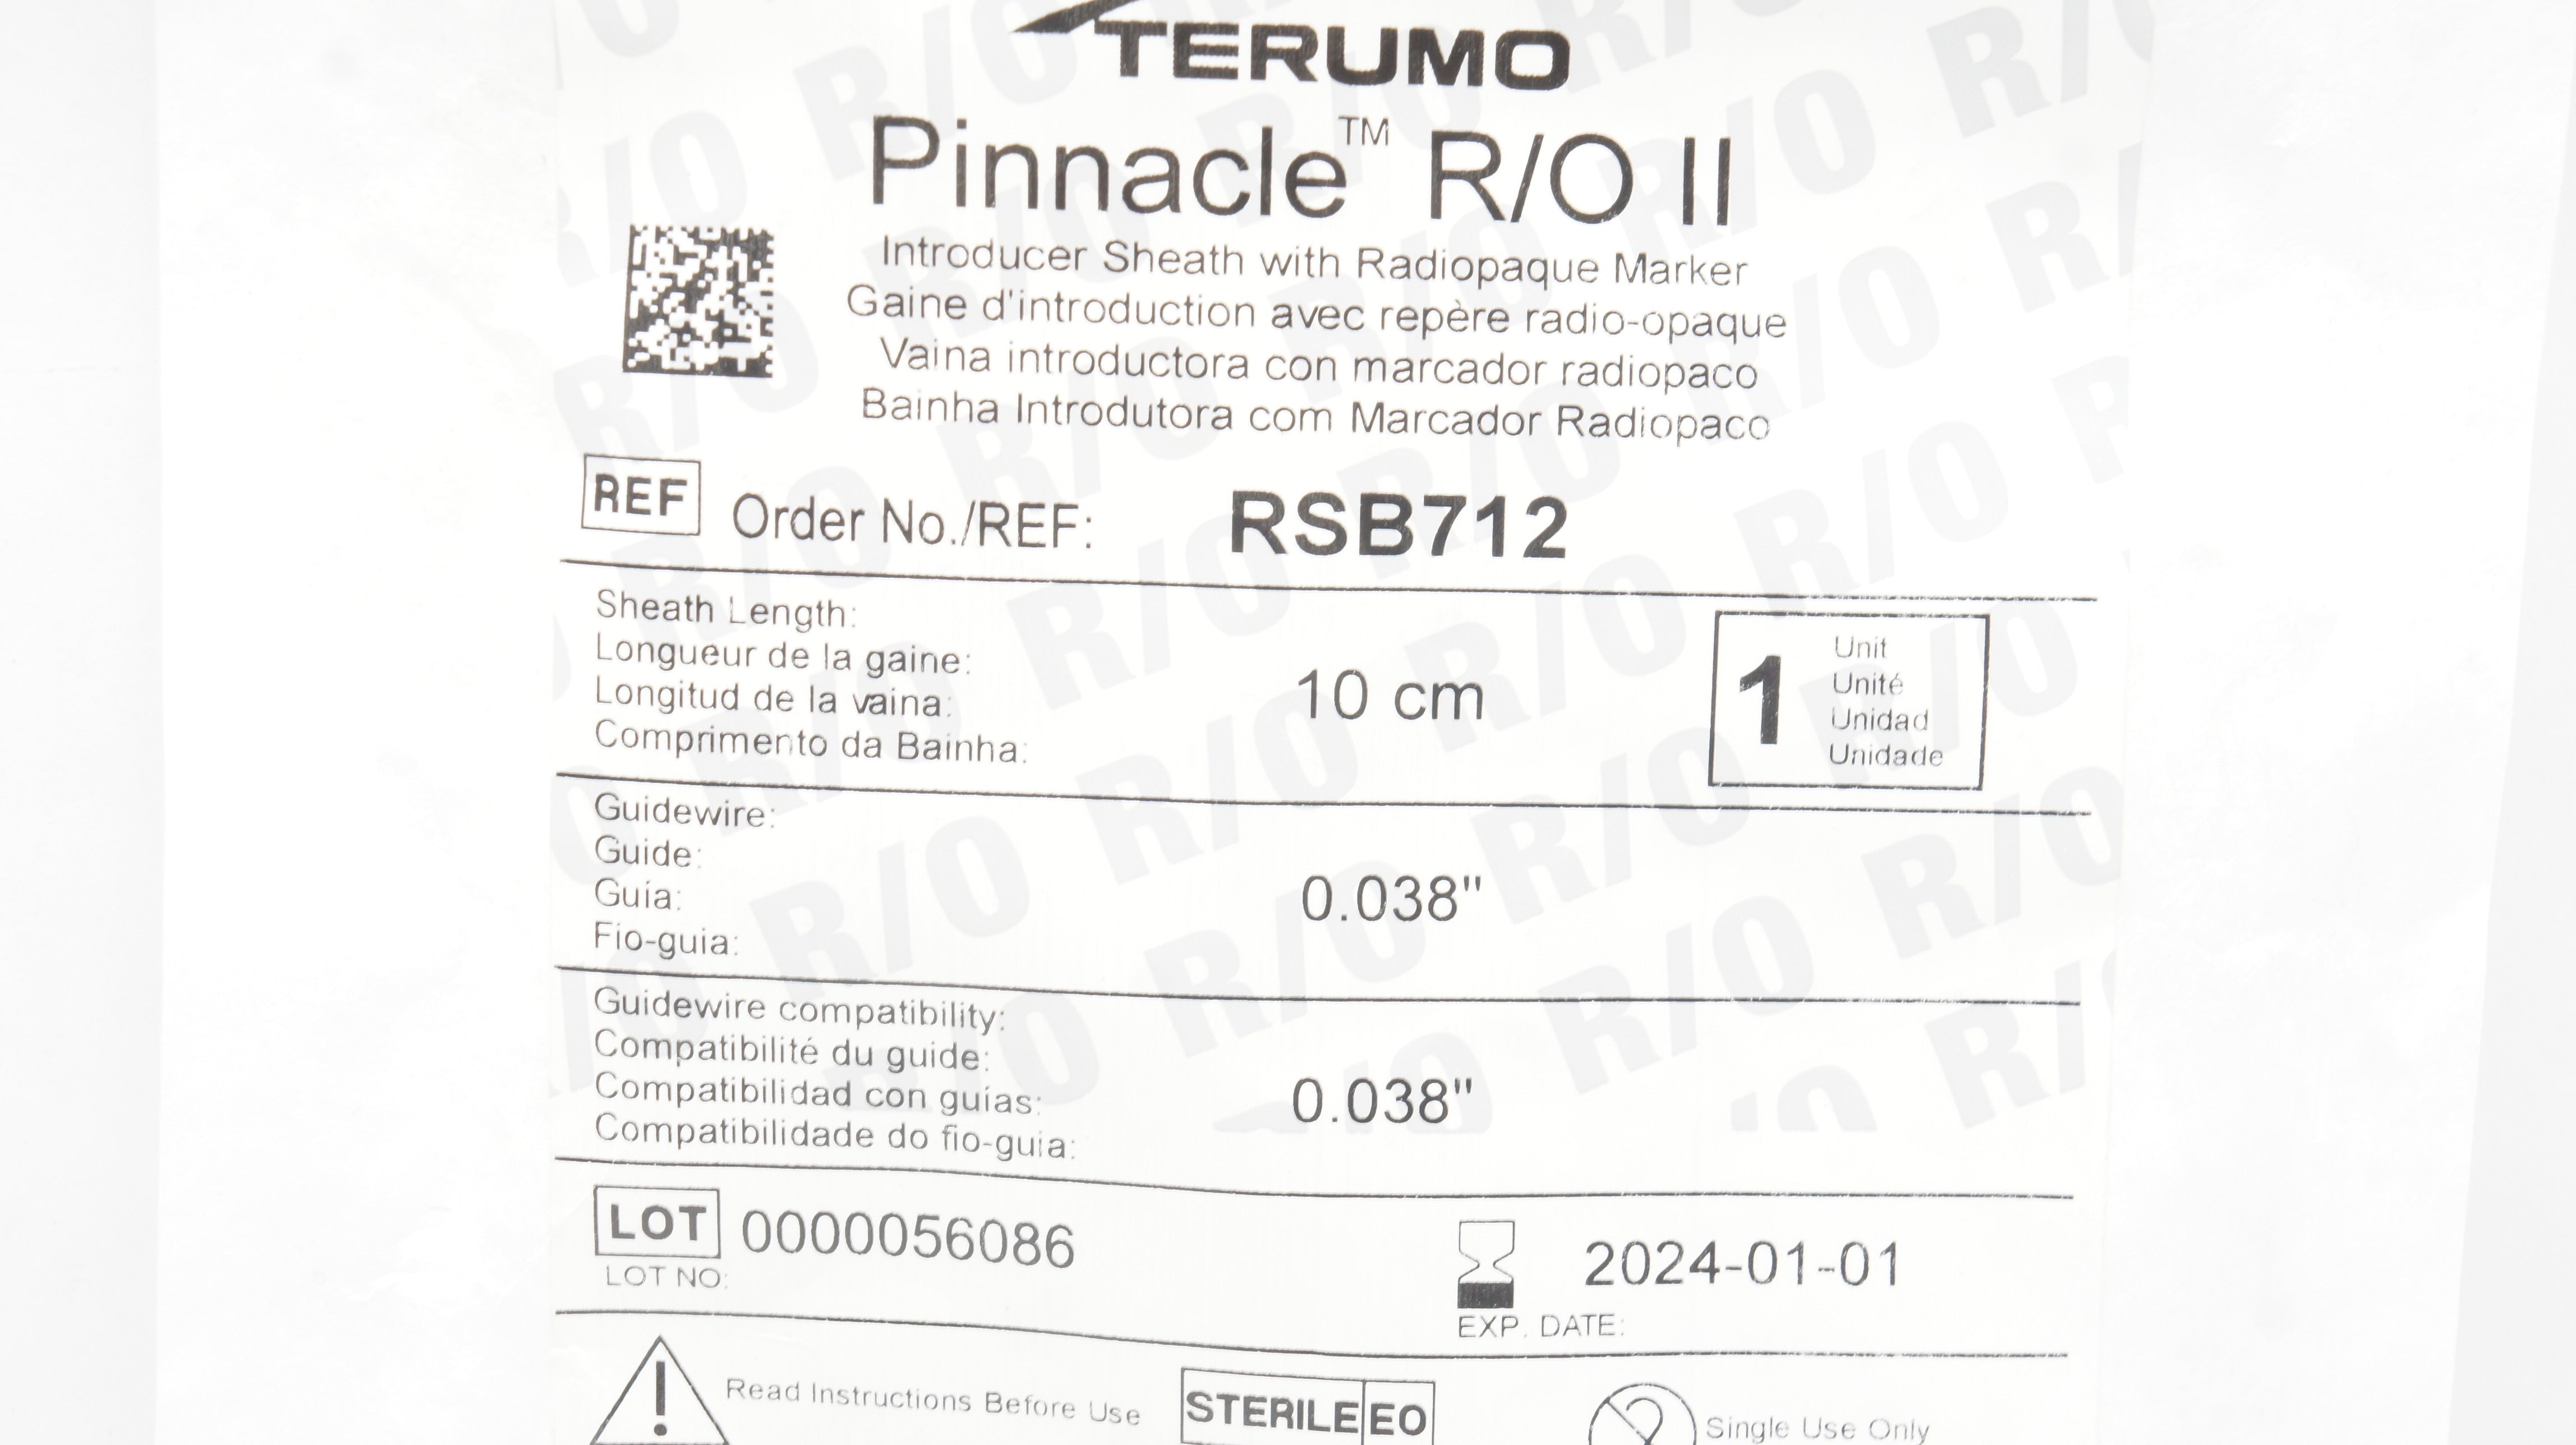 TERUMO
Pinnacle™ R/O II
Introducer Sheath with Radiopaque Marker
Gaine d'introduction avec repère radio-opaque
Vaina introductora con marcador radiopaco
Bainha Introdutora com Marcador Radiopaco
REF Order No./REF: RSB712
Sheath Length:
Longueur de la gaine:
Longitud de la vaina:
Comprimento da Bainha:
10 cm
1
Unit
Unité
Unidad
Unidade
Guidewire:
Guide:
Guía:
Fio-guia:
0.038"
Guidewire compatibility:
Compatibilité du guide:
Compatibilidad con guías:
Compatibilidade do fio-guia:
0.038"
LOT 0000056086
LOT NO:
2024-01-01
EXP. DATE:
Read Instructions Before Use
STERILE EO
2
Single Use Only